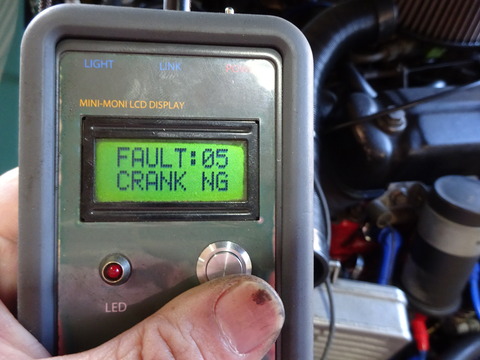 LIGHT LINK
MINI-MONI LCD DISPLAY
FAULT:05
CRANK NG
LED